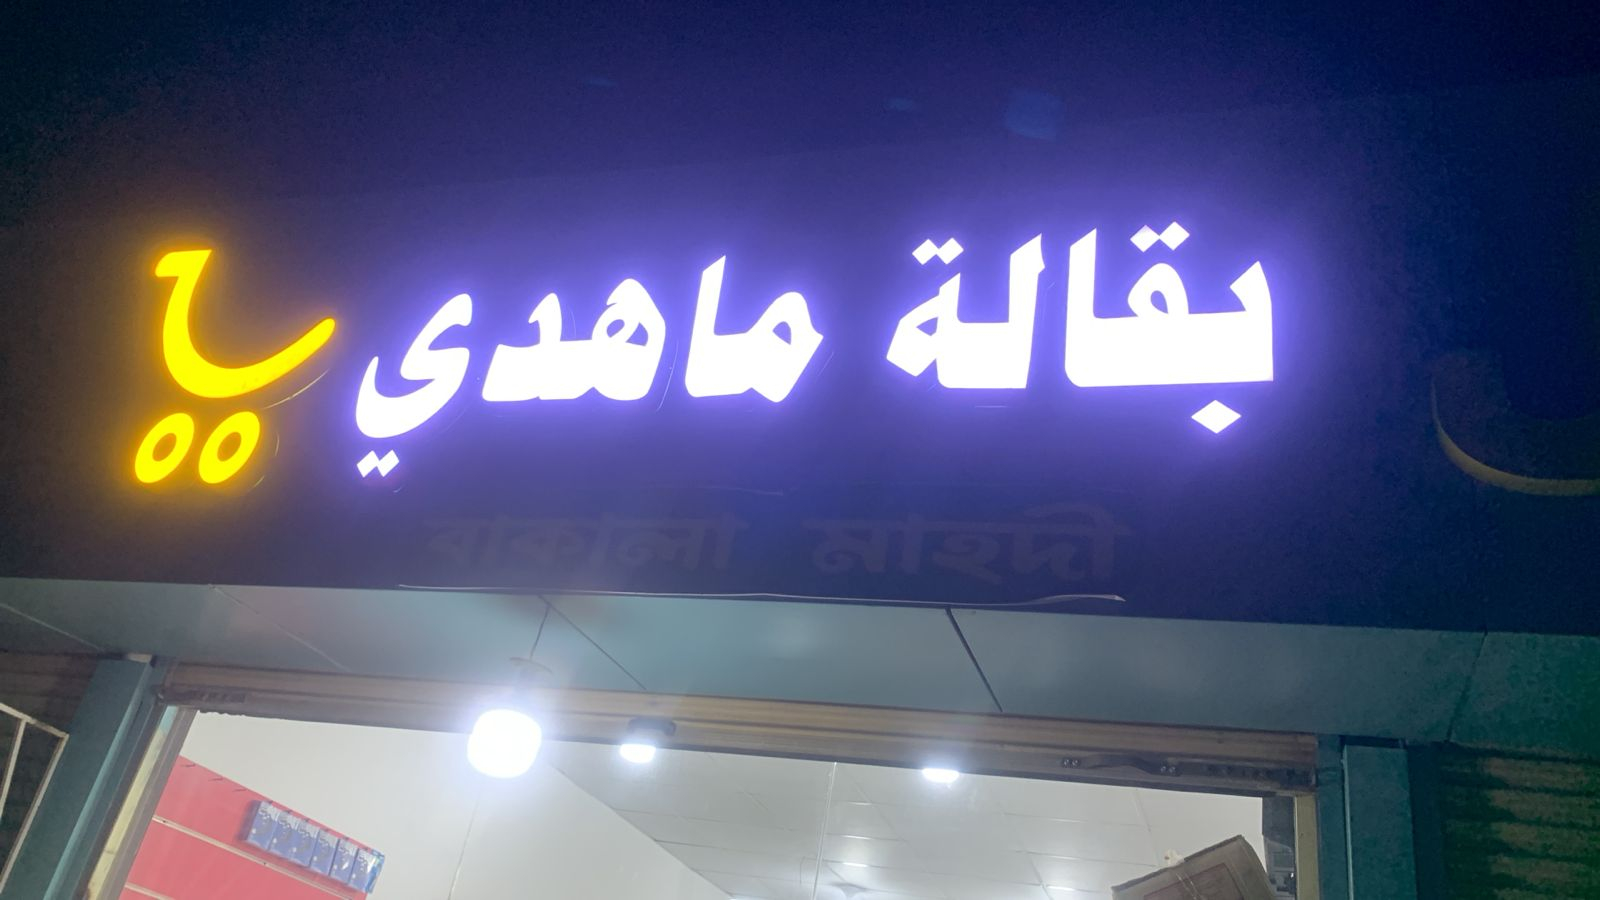 بقالة ماهدي
বাকালা মাহদী